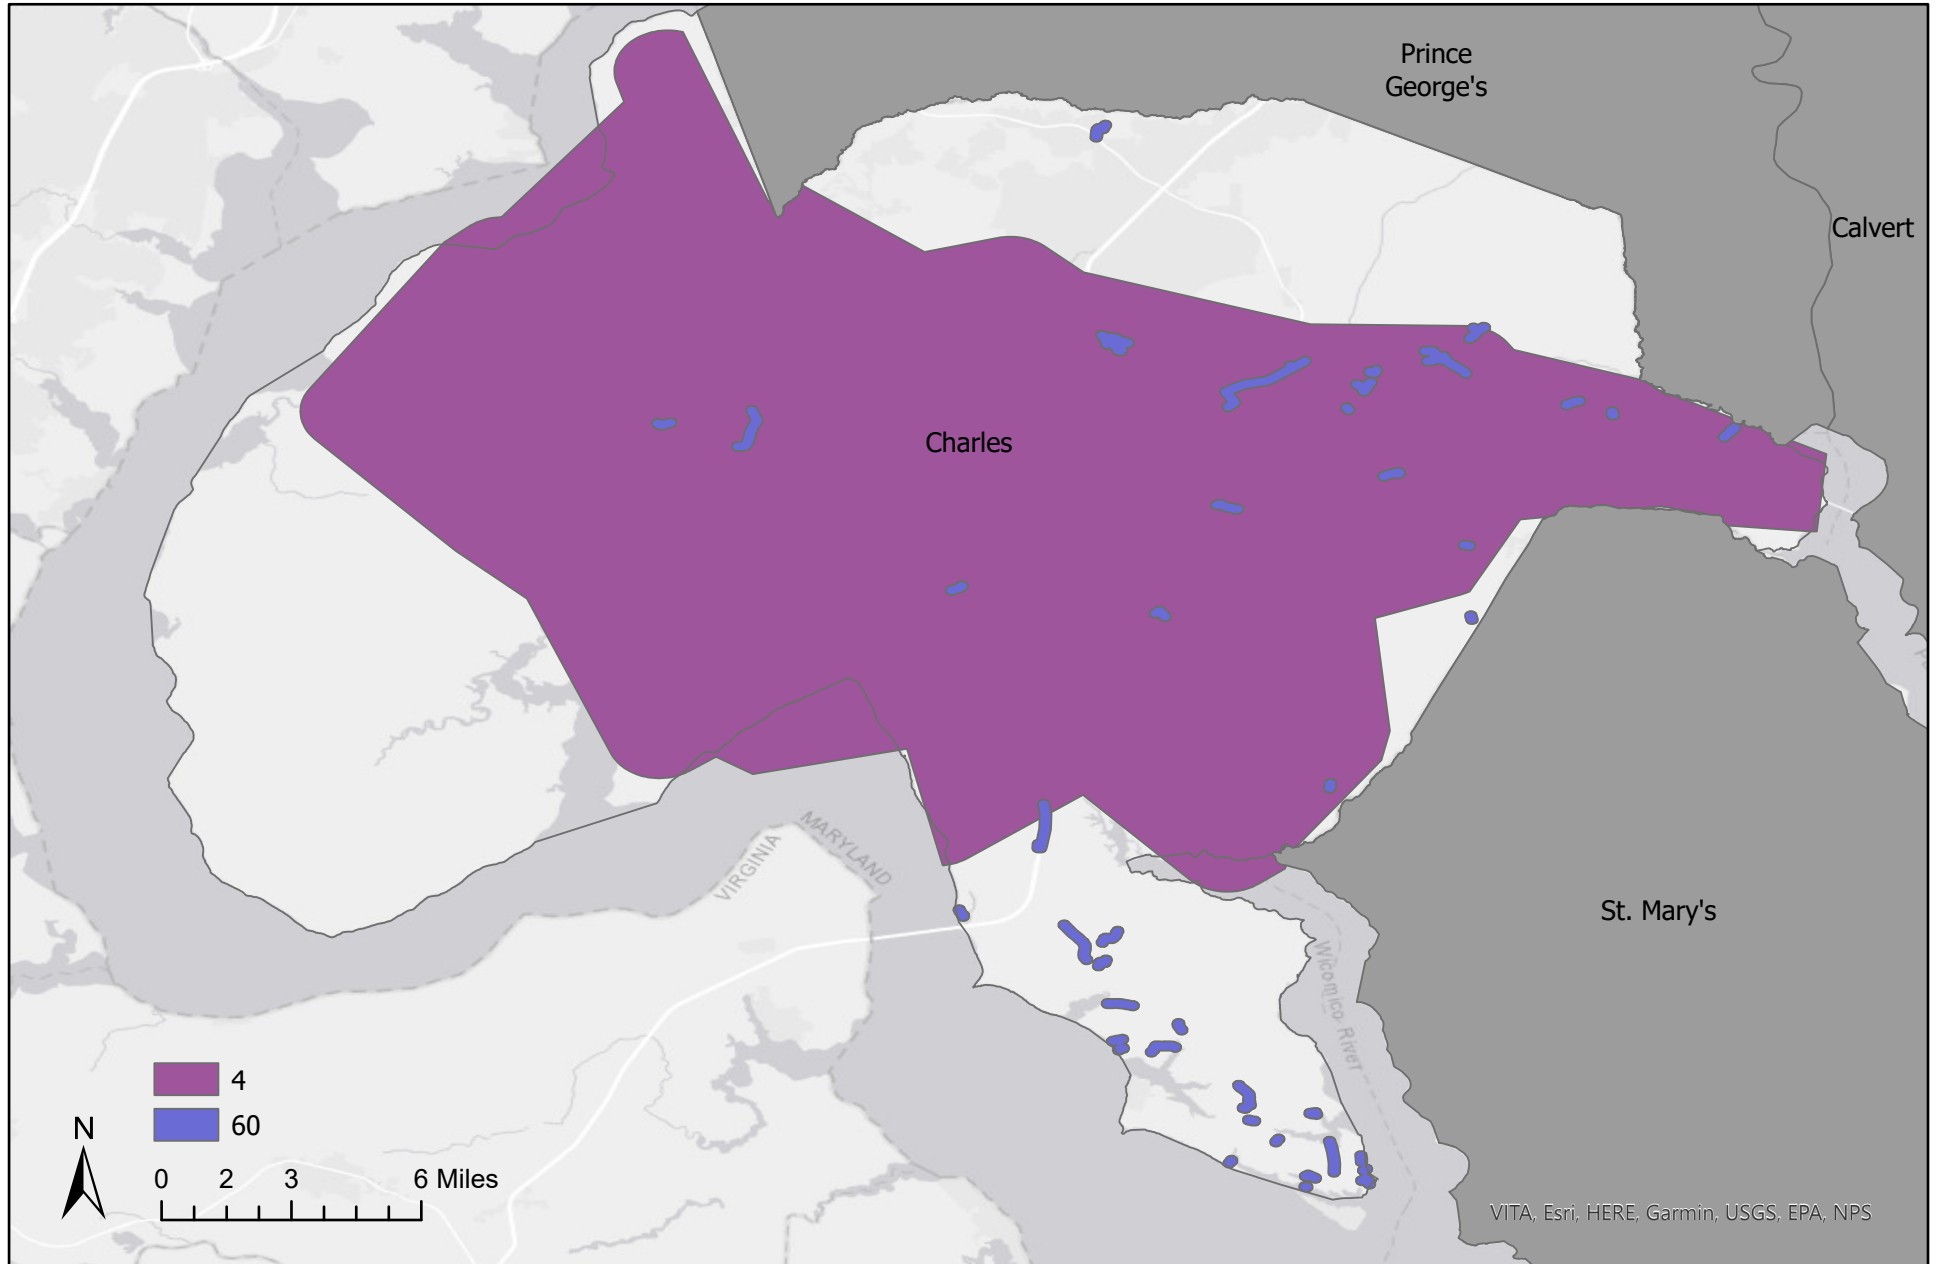 Prince
George's
Calvert
Charles
VIRGINIA
MARYLAND
St. Mary's
Wicomico River
4
60
N
0 2 3 6 Miles
VITA, Esri, HERE, Garmin, USGS, EPA, NPS